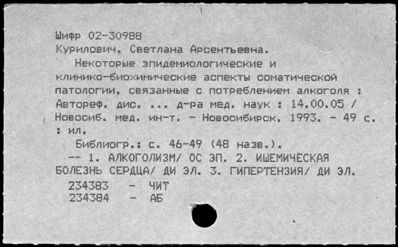 Шифр 02-30988
Курилович, Светлана Арсентьевна.
Некоторые эпидемиологические и
клинико-биохимические аспекты соматической
патологии, связанные с потреблением алкоголя :
Автореф. дис. ... д-ра мед. наук : 14.00.05 /
Новосиб. мед. ин-т. - Новосибирск, 1993. - 49 с.
: ил.
Библиогр.: с. 46-49 (48 назв.).
-- 1. АЛКОГОЛИЗМ/ ОС ЭП. 2. ИШЕМИЧЕСКАЯ
БОЛЕЗНЬ СЕРДЦА/ ДИ ЭЛ. 3. ГИПЕРТЕНЗИЯ/ ДИ ЭЛ.
234383 - ЧИТ
234384 - АБ